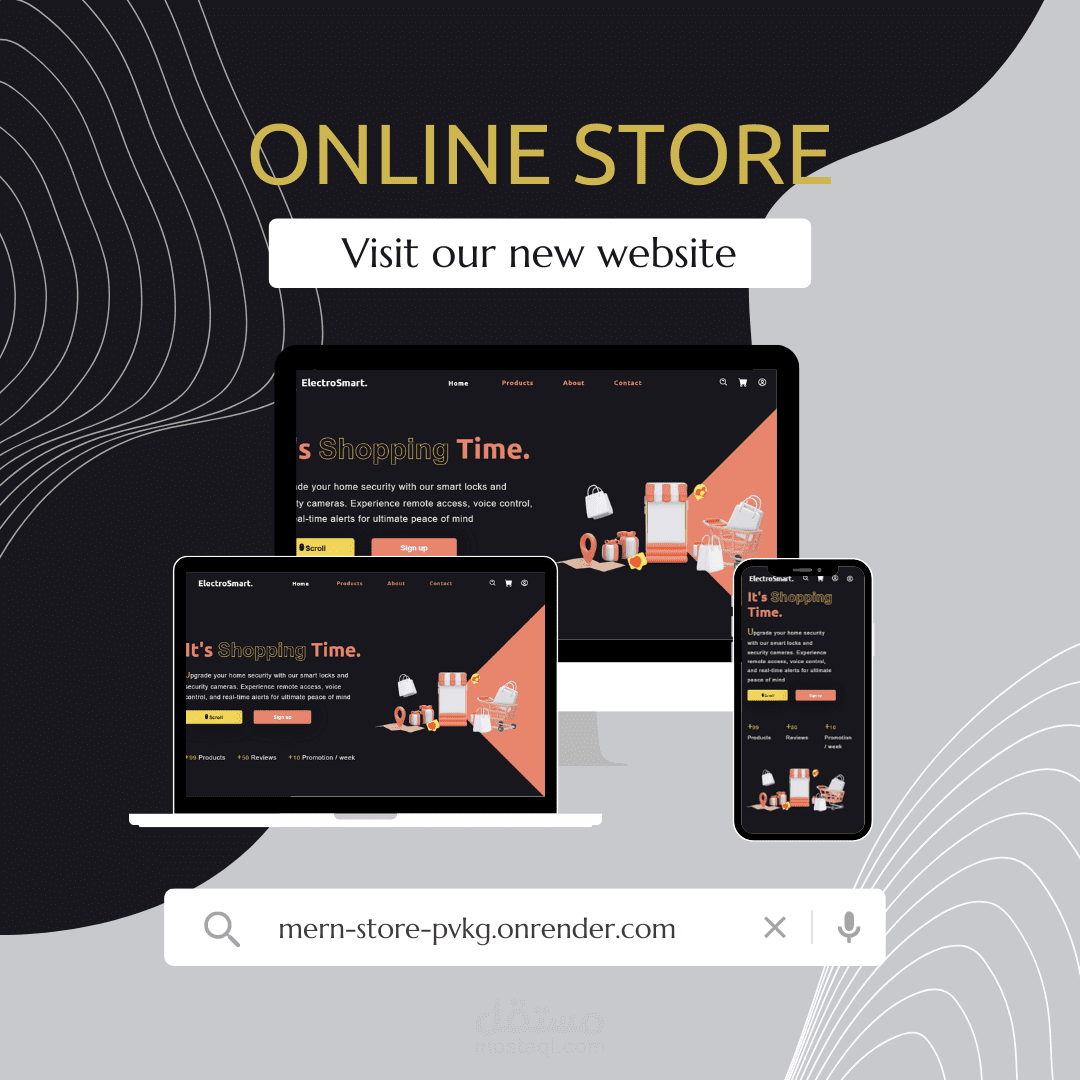 ONLINE STORE
Visit our new website
ElectroSmart. Home Products About Contact
's Shopping Time.
ade your home security with our smart locks and
ty cameras. Experience remote access, voice control,
real-time alerts for ultimate peace of mind
Scroll Sign up
ElectroSmart. Home Products About Contact
It's Shopping Time.
Upgrade your home security with our smart locks and
security cameras. Experience remote access, voice
control, and real-time alerts for ultimate peace of mind
Scroll Sign up
+99 Products +50 Reviews +10 Promotion / week
ElectroSmart.
It's Shopping
Time.
Upgrade your home security
with our smart locks and
security cameras. Experience
remote access, voice control,
and real-time alerts for ultimate
peace of mind
Scroll Sign up
+99 +50 +10
Products Reviews Promotion
/ week
mern-store-pvkg.onrender.com
مستقل
mostaql.com